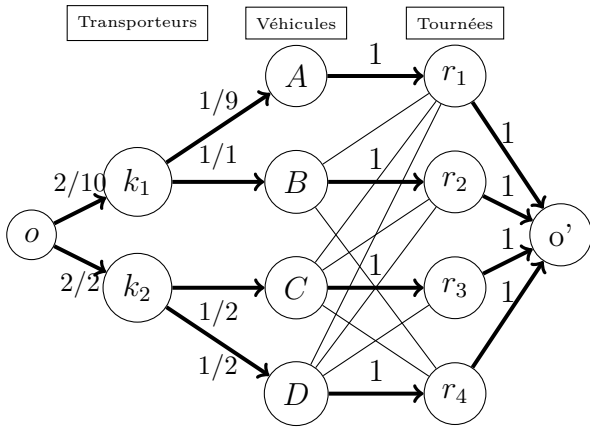 Transporteurs Véhicules Tournées
A 1 r1
1/9 1
1/1 1
2/10 k1 B r2 1
o o'
2/2 k2 1/2 C 1 r3 1
1/2 1
D r4 1